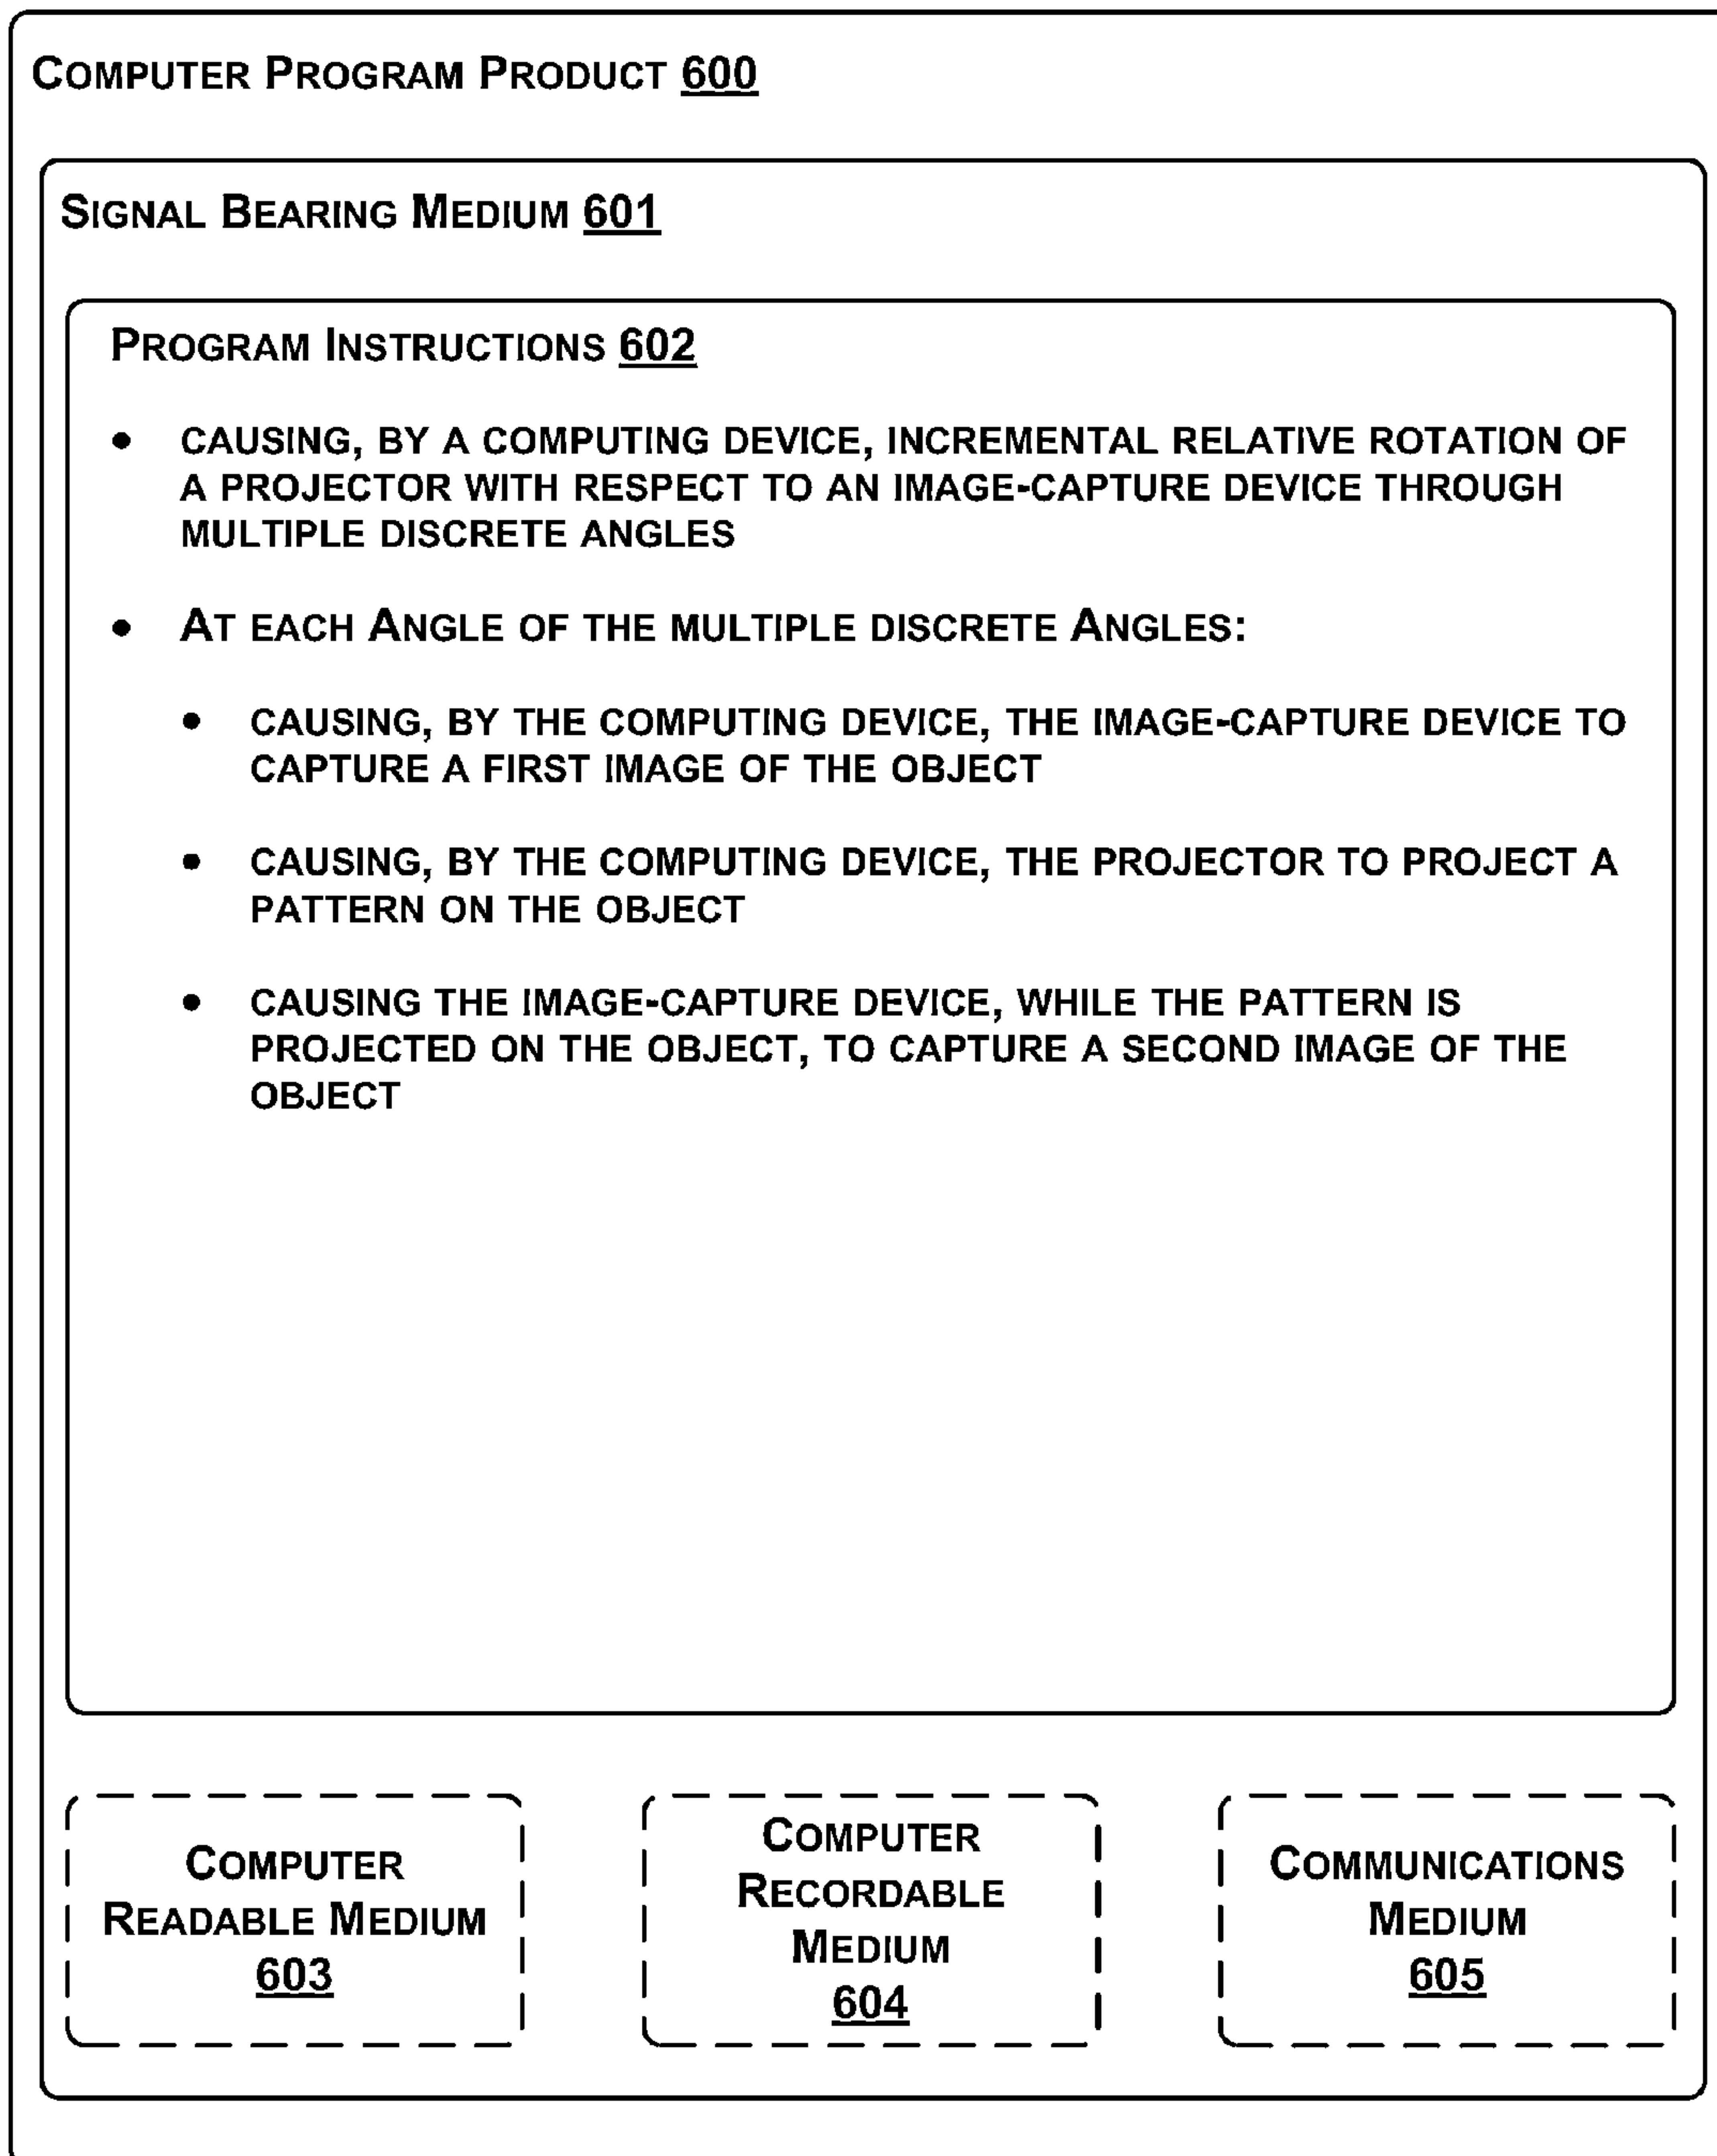 COMPUTER PROGRAM PRODUCT 600
SIGNAL BEARING MEDIUM 601
PROGRAM INSTRUCTIONS 602
• CAUSING, BY A COMPUTING DEVICE, INCREMENTAL RELATIVE ROTATION OF
A PROJECTOR WITH RESPECT TO AN IMAGE-CAPTURE DEVICE THROUGH
MULTIPLE DISCRETE ANGLES
• AT EACH ANGLE OF THE MULTIPLE DISCRETE ANGLES:
• CAUSING, BY THE COMPUTING DEVICE, THE IMAGE-CAPTURE DEVICE TO
CAPTURE A FIRST IMAGE OF THE OBJECT
• CAUSING, BY THE COMPUTING DEVICE, THE PROJECTOR TO PROJECT A
PATTERN ON THE OBJECT
• CAUSING THE IMAGE-CAPTURE DEVICE, WHILE THE PATTERN IS
PROJECTED ON THE OBJECT, TO CAPTURE A SECOND IMAGE OF THE
OBJECT
COMPUTER
READABLE MEDIUM
603
COMPUTER
RECORDABLE
MEDIUM
604
COMMUNICATIONS
MEDIUM
605